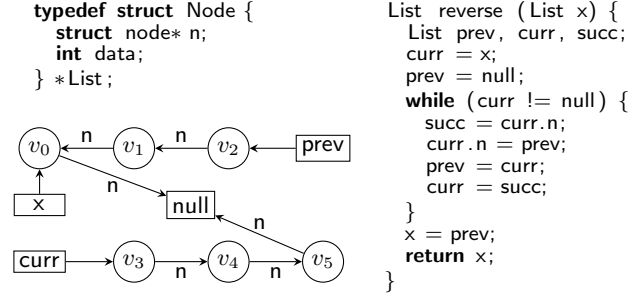 typedef struct Node {
struct node* n;
int data;
} *List;
n n
v0 v1 v2 prev
n
x null
n
curr v3 v4 v5
n n
List reverse (List x) {
List prev, curr, succ;
curr = x;
prev = null;
while (curr != null) {
succ = curr.n;
curr.n = prev;
prev = curr;
curr = succ;
}
x = prev;
return x;
}